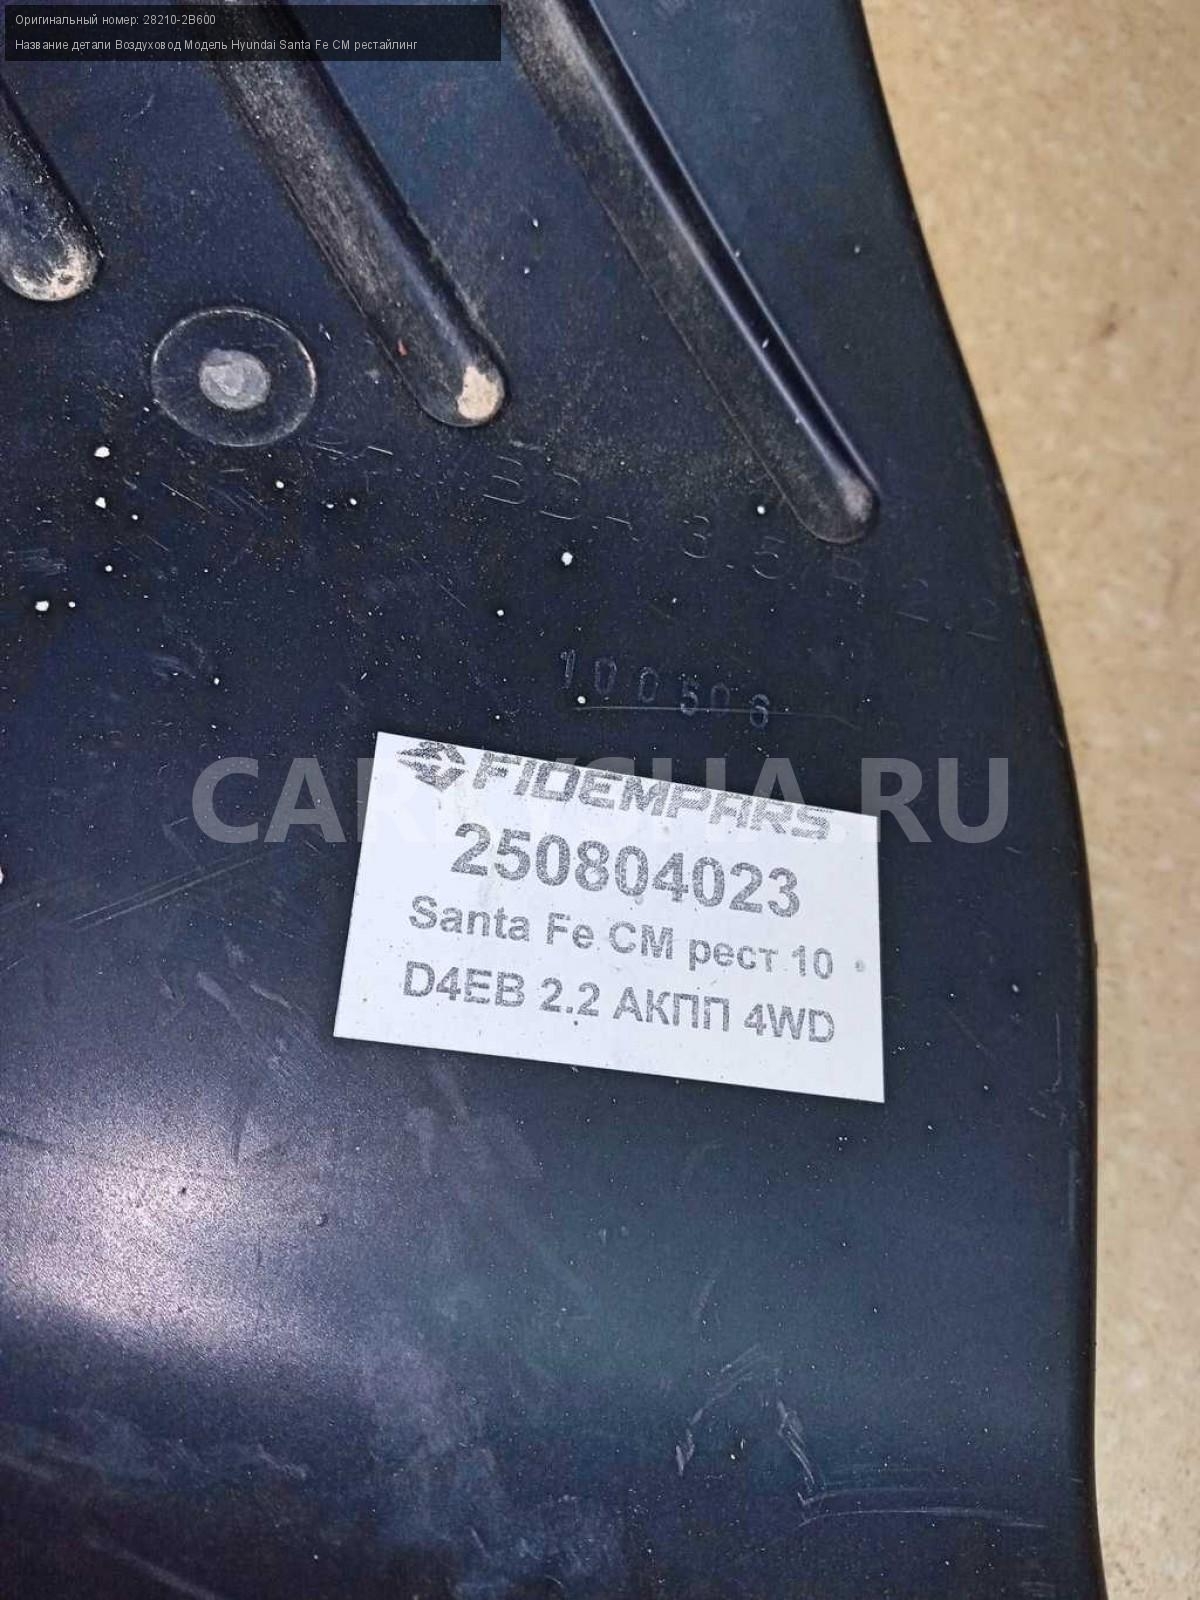 Оригинальный номер: 28210-2B600
Название детали Воздуховод Модель Hyundai Santa Fe CM рестайлинг
100506
FIDEMPARS
250804023
Santa Fe CM рест 10
D4EB 2.2 АКПП 4WD